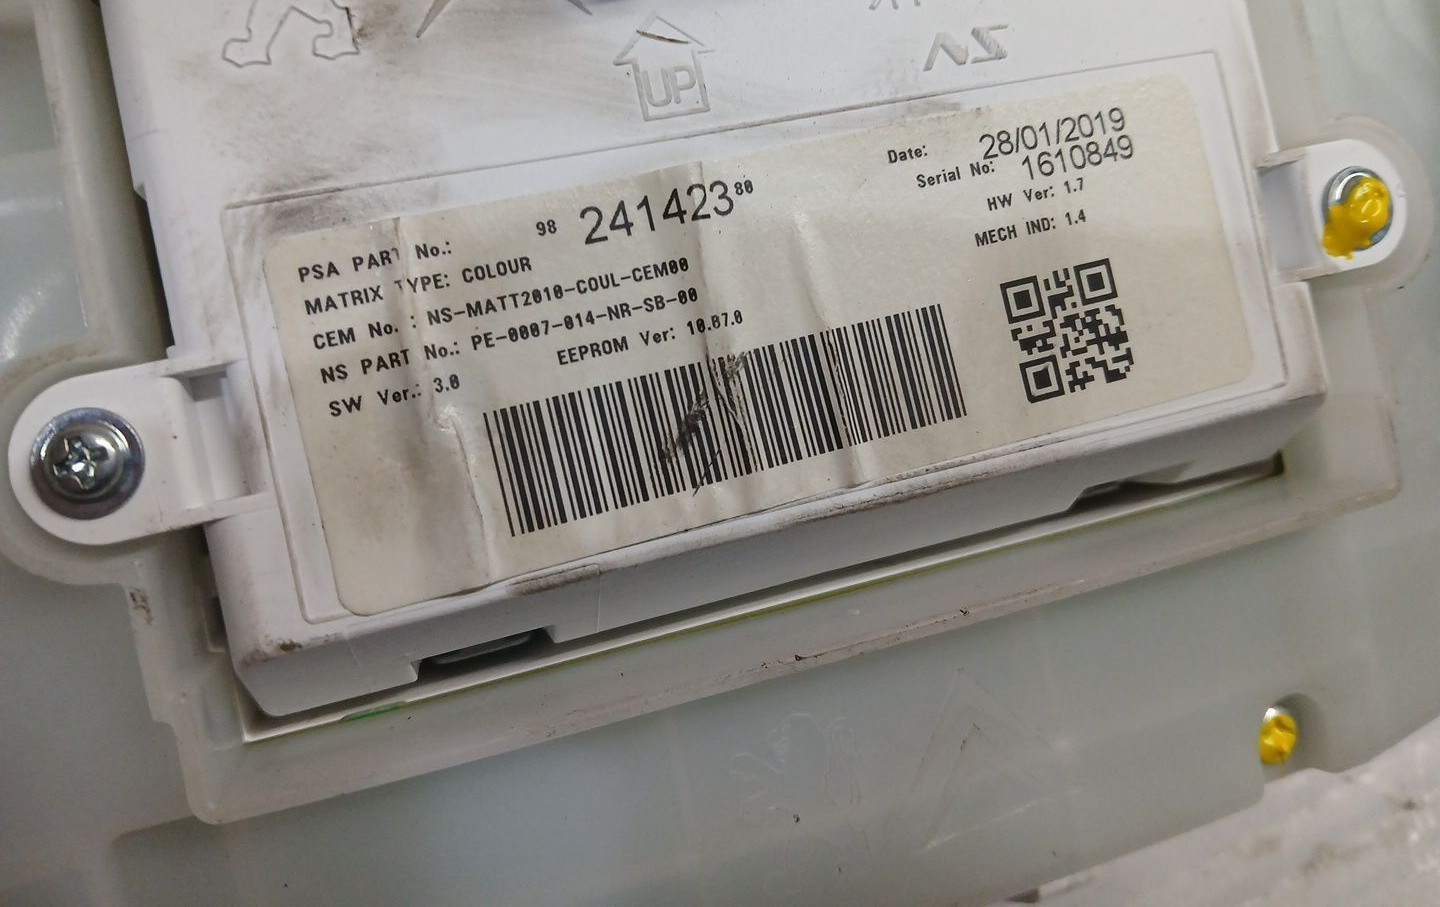 UP
NS
PSA PART No.: 98 241423 80
MATRIX TYPE: COLOUR
CEM No. : NS-MATT2010-COUL-CEM00
NS PART No.: PE-0007-014-NR-SB-00
SW Ver.: 3.0 EEPROM Ver: 10.07.0
Date: 28/01/2019
Serial No: 1610849
HW Ver: 1.7
MECH IND: 1.4